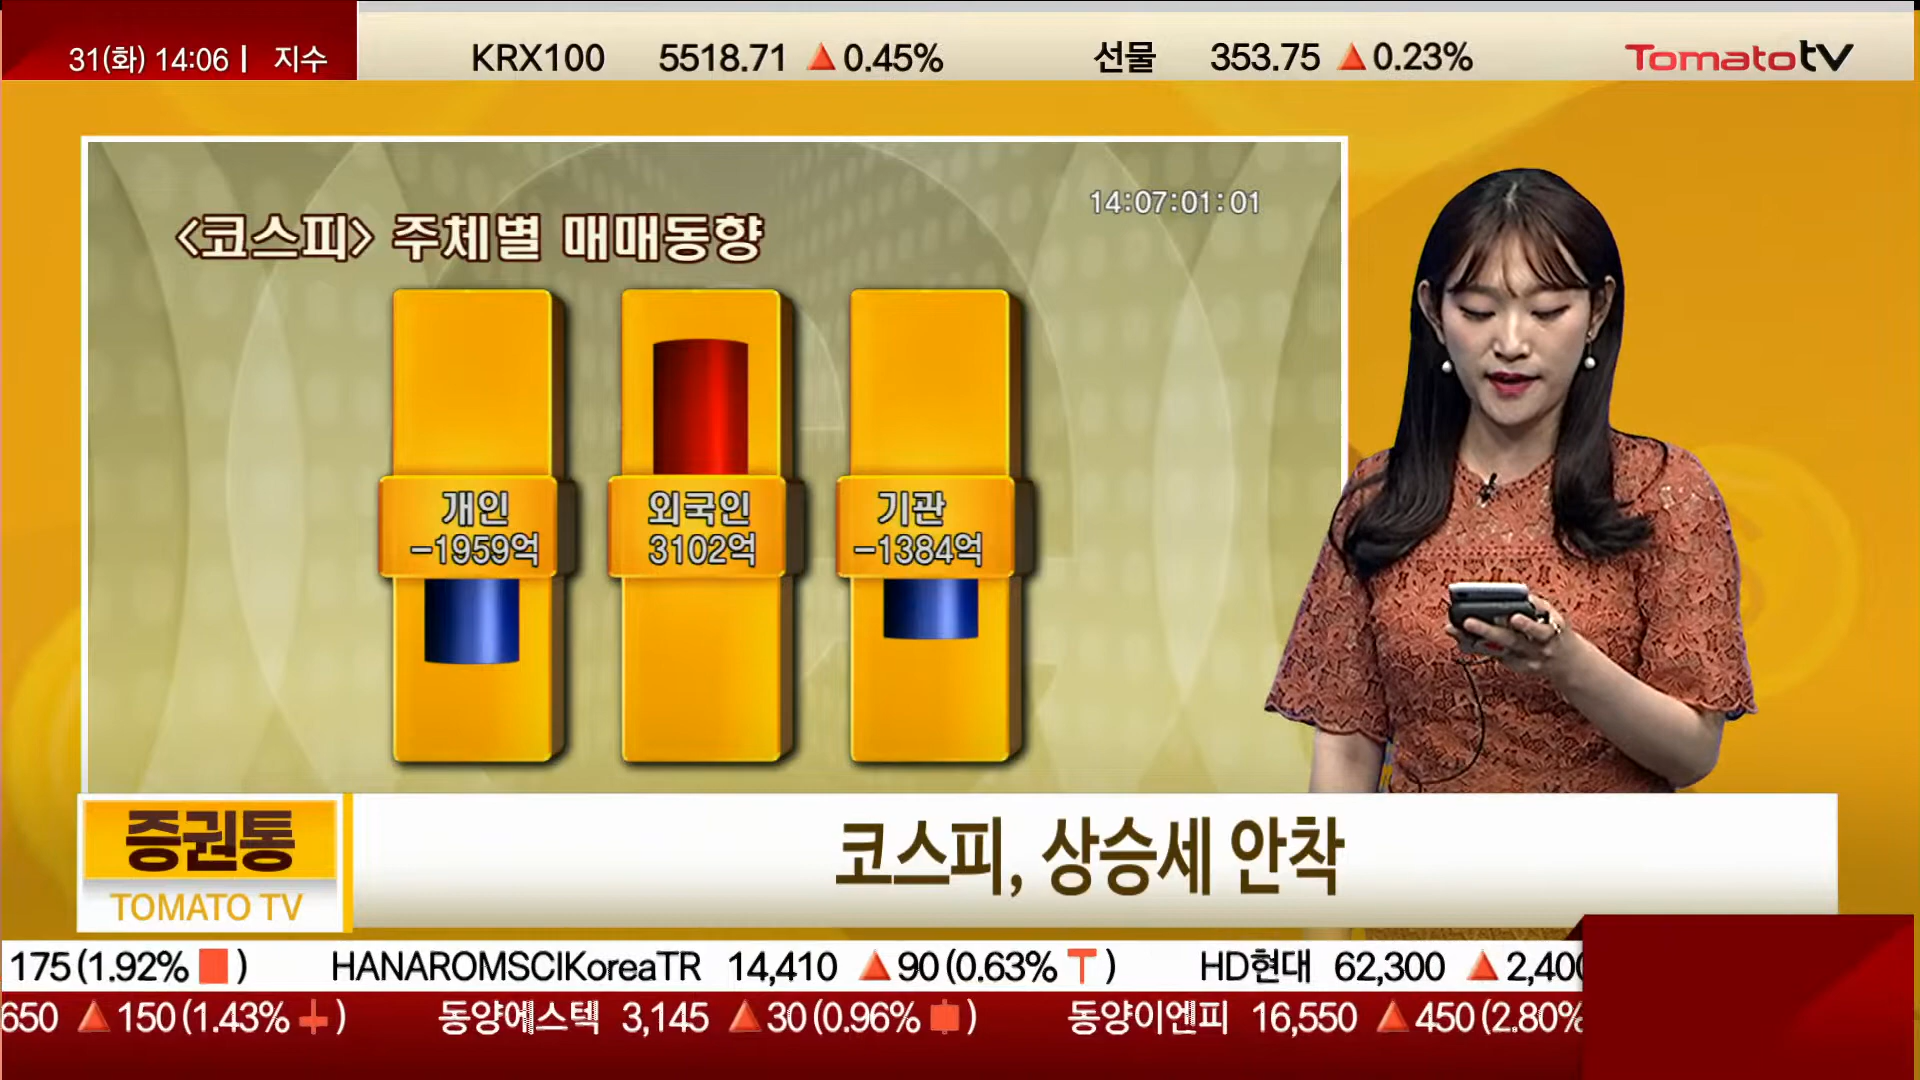 31(화) 14:06 | 지수 KRX100 5518.71 ▲0.45% 선물 353.75 ▲0.23% Tomatotv
14:07:01:01
<코스피> 주체별 매매동향
개인 외국인 기관
-1959억 3102억 -1384억
증권통 코스피, 상승세 안착
TOMATO TV
175(1.92% ) HANAROMSCIKoreaTR 14,410 ▲90(0.63% ) HD현대 62,300 ▲2,400
650 ▲150(1.43% ) 동양에스텍 3,145 ▲30(0.96% ) 동양이엔피 16,550 ▲450(2.80%